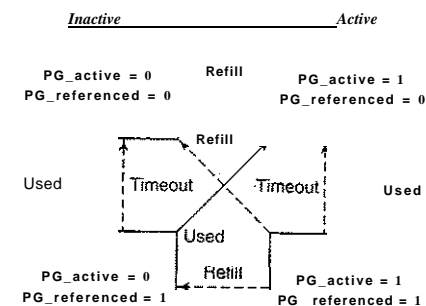 Inactive Active
Refill
PG_active = 0 PG_active = 1
PG_referenced = 0 PG_referenced = 0
Refill
Used Timeout Timeout Used
Used
Refill
PG_active = 0 PG_active = 1
PG_referenced = 1 PG_ referenced = 1